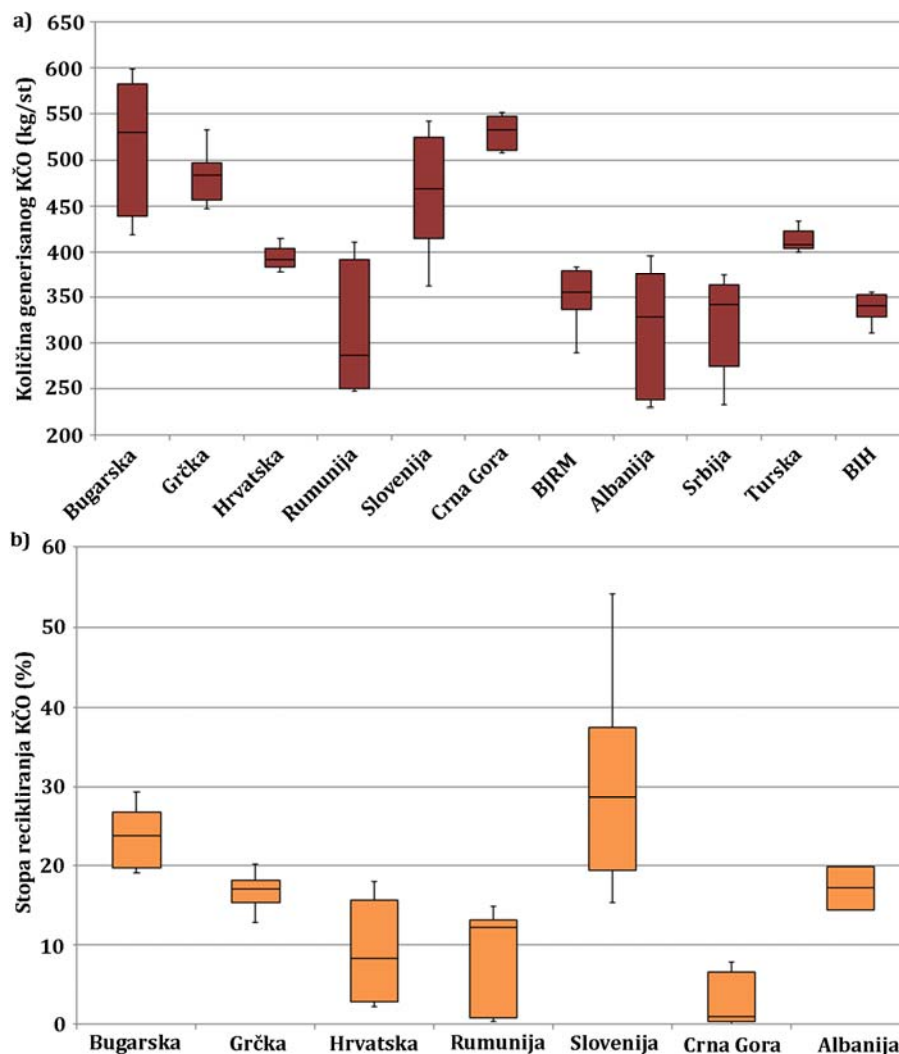 a)
Količina generisanog KČO (kg/st)
650
600
550
500
450
400
350
300
250
200
Bugarska
Grčka
Hrvatska
Rumunija
Slovenija
Crna Gora
BJRM
Albanija
Srbija
Turska
BIH
b)
Stopa recikliranja KČO (%)
60
50
40
30
20
10
0
Bugarska
Grčka
Hrvatska
Rumunija
Slovenija
Crna Gora
Albanija